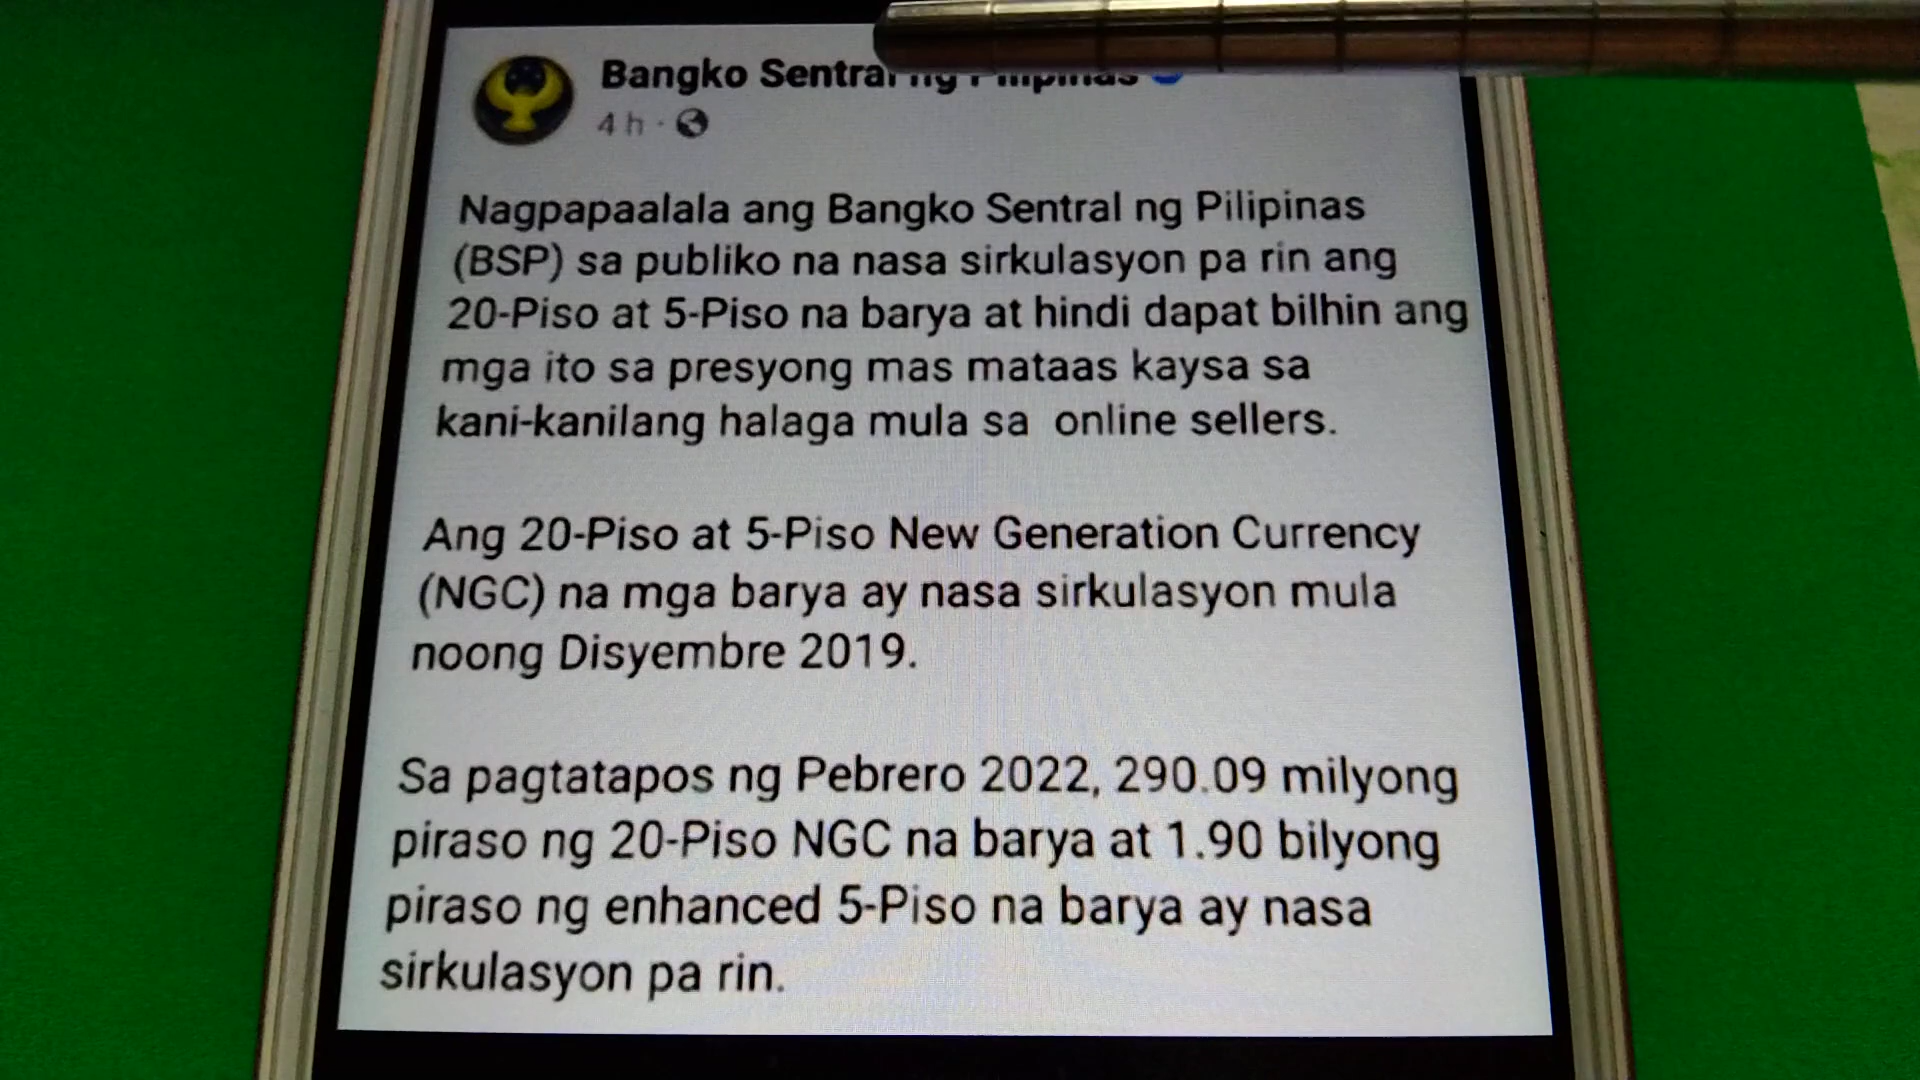 Bangko Sentral ng Pilipinas
4 h ·
Nagpapaalala ang Bangko Sentral ng Pilipinas
(BSP) sa publiko na nasa sirkulasyon pa rin ang
20-Piso at 5-Piso na barya at hindi dapat bilhin ang
mga ito sa presyong mas mataas kaysa sa
kani-kanilang halaga mula sa  online sellers.
Ang 20-Piso at 5-Piso New Generation Currency
(NGC) na mga barya ay nasa sirkulasyon mula
noong Disyembre 2019.
Sa pagtatapos ng Pebrero 2022, 290.09 milyong
piraso ng 20-Piso NGC na barya at 1.90 bilyong
piraso ng enhanced 5-Piso na barya ay nasa
sirkulasyon pa rin.